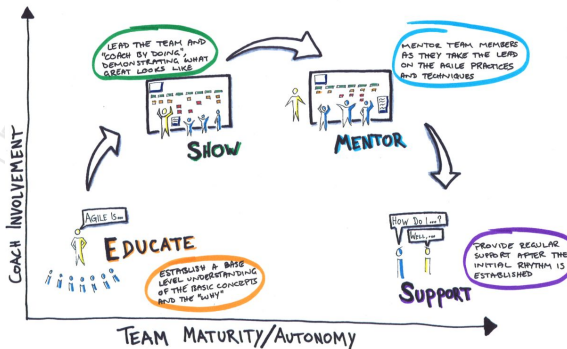 LEAD THE TEAM AND
"COACH BY DOING",
DEMONSTRATING WHAT
GREAT LOOKS LIKE
SHOW
MENTOR TEAM MEMBERS
AS THEY TAKE THE LEAD
ON THE AGILE PRACTICES
AND TECHNIQUES
MENTOR
COACH INVOLVEMENT
AGILE IS...
EDUCATE
ESTABLISH A BASE
LEVEL UNDERSTANDING
OF THE BASIC CONCEPTS
AND THE "WHY"
HOW DO I...?
WELL,...
SUPPORT
PROVIDE REGULAR
SUPPORT AFTER THE
INITIAL RHYTHM IS
ESTABLISHED
TEAM MATURITY/AUTONOMY